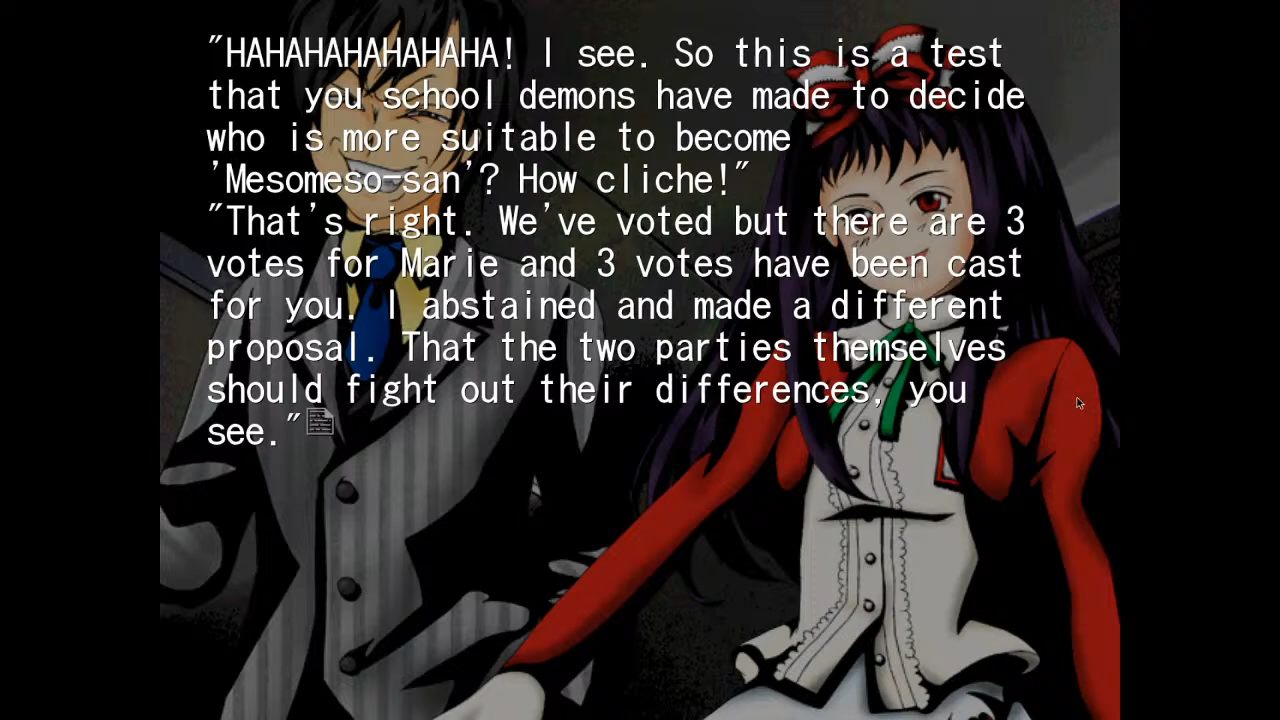 "HAHAHAHAHAHAHA! I see. So this is a test
that you school demons have made to decide
who is more suitable to become
'Mesomeso-san'? How cliche!"
"That's right. We've voted but there are 3
votes for Marie and 3 votes have been cast
for you. I abstained and made a different
proposal. That the two parties themselves
should fight out their differences, you
see."